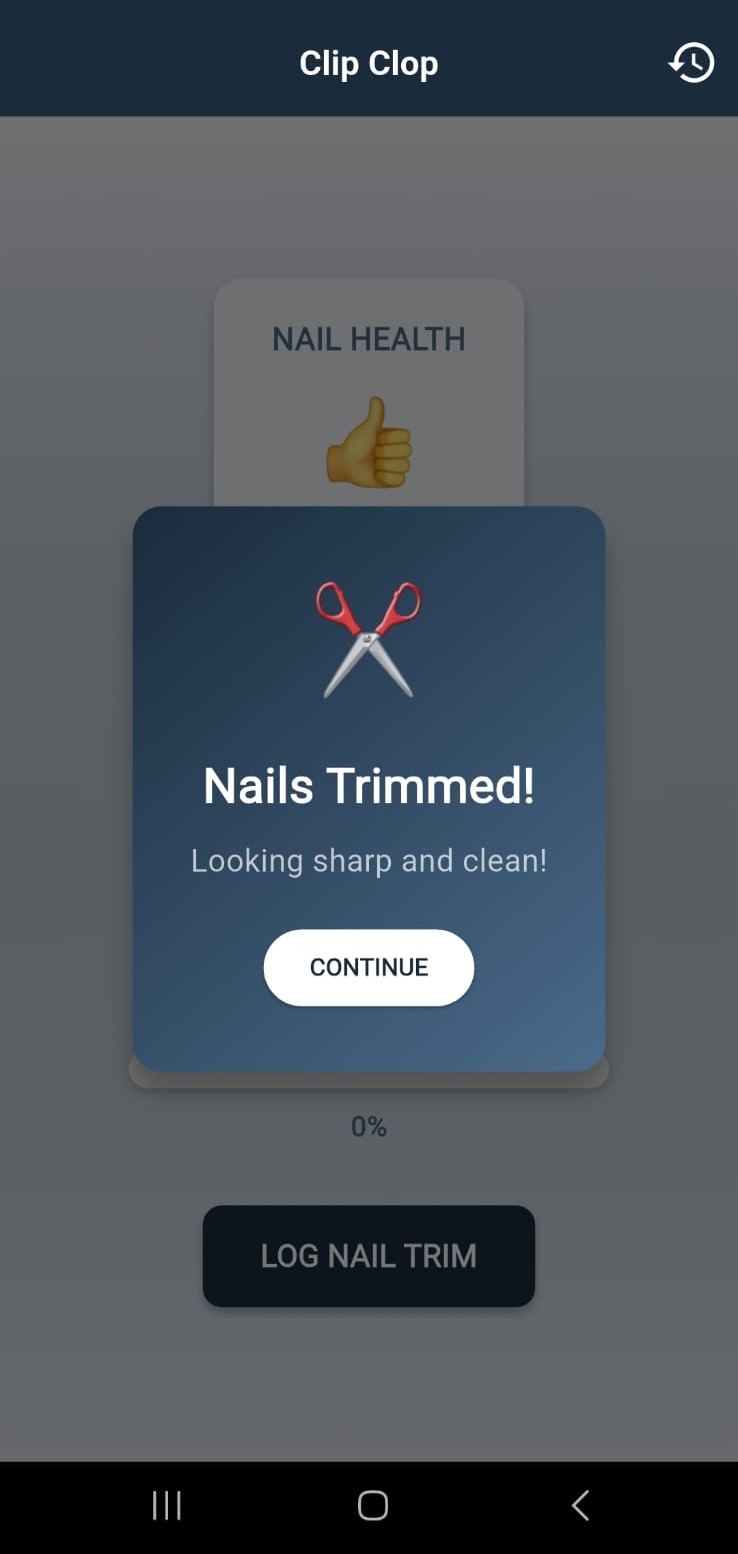 Clip Clop
NAIL HEALTH
Nails Trimmed!
Looking sharp and clean!
CONTINUE
0%
LOG NAIL TRIM